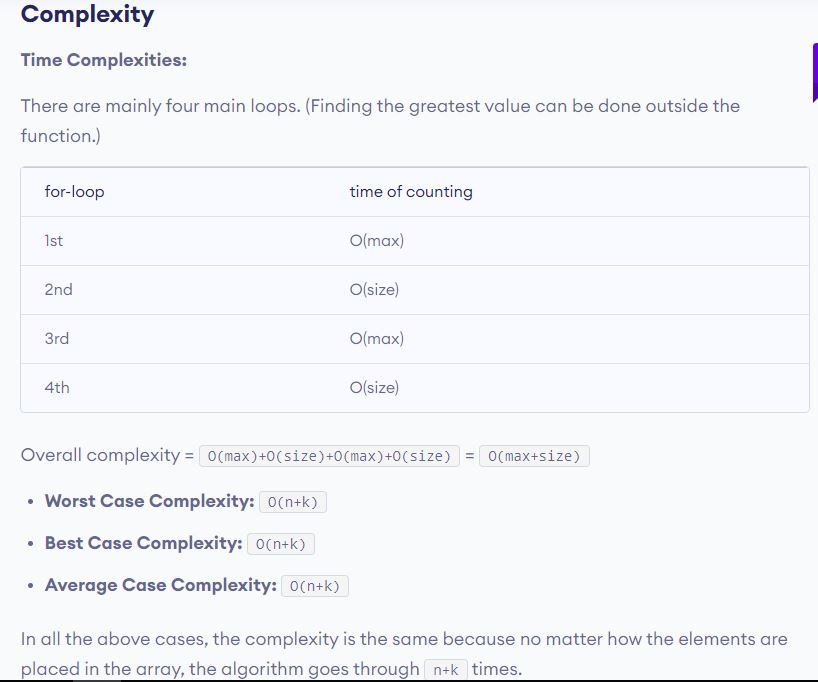 Complexity
Time Complexities:
There are mainly four main loops. (Finding the greatest value can be done outside the
function.)
for-loop time of counting
1st O(max)
2nd O(size)
3rd O(max)
4th O(size)
Overall complexity = O(max)+O(size)+O(max)+O(size) = O(max+size)
• Worst Case Complexity: O(n+k)
• Best Case Complexity: O(n+k)
• Average Case Complexity: O(n+k)
In all the above cases, the complexity is the same because no matter how the elements are
placed in the array, the algorithm goes through n+k times.